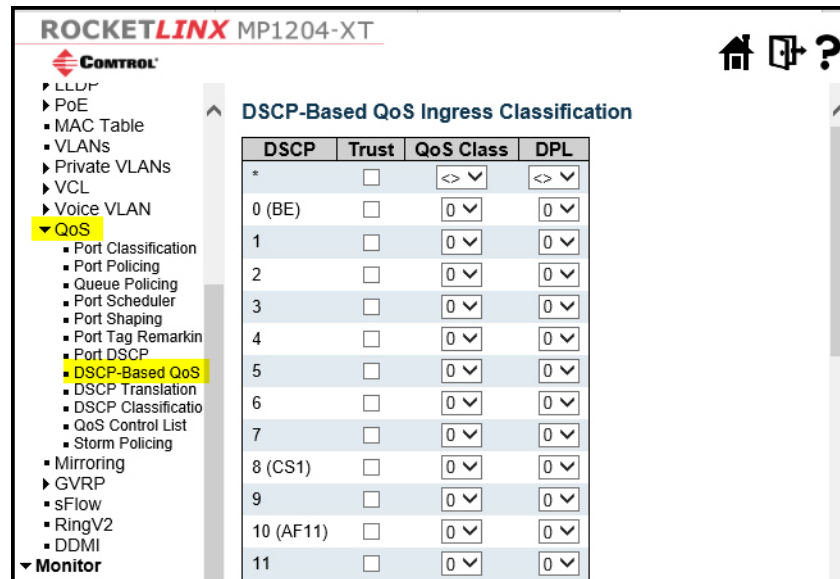 ROCKETLINX MP1204-XT
COMTROL
?
LLDP
PoE
MAC Table
VLANs
Private VLANs
VCL
Voice VLAN
QoS
Port Classification
Port Policing
Queue Policing
Port Scheduler
Port Shaping
Port Tag Remarkin
Port DSCP
DSCP-Based QoS
DSCP Translation
DSCP Classificatio
QoS Control List
Storm Policing
Mirroring
GVRP
sFlow
RingV2
DDMI
Monitor
DSCP-Based QoS Ingress Classification
DSCP Trust QoS Class DPL
* <> <>
0 (BE) 0 0
1 0 0
2 0 0
3 0 0
4 0 0
5 0 0
6 0 0
7 0 0
8 (CS1) 0 0
9 0 0
10 (AF11) 0 0
11 0 0